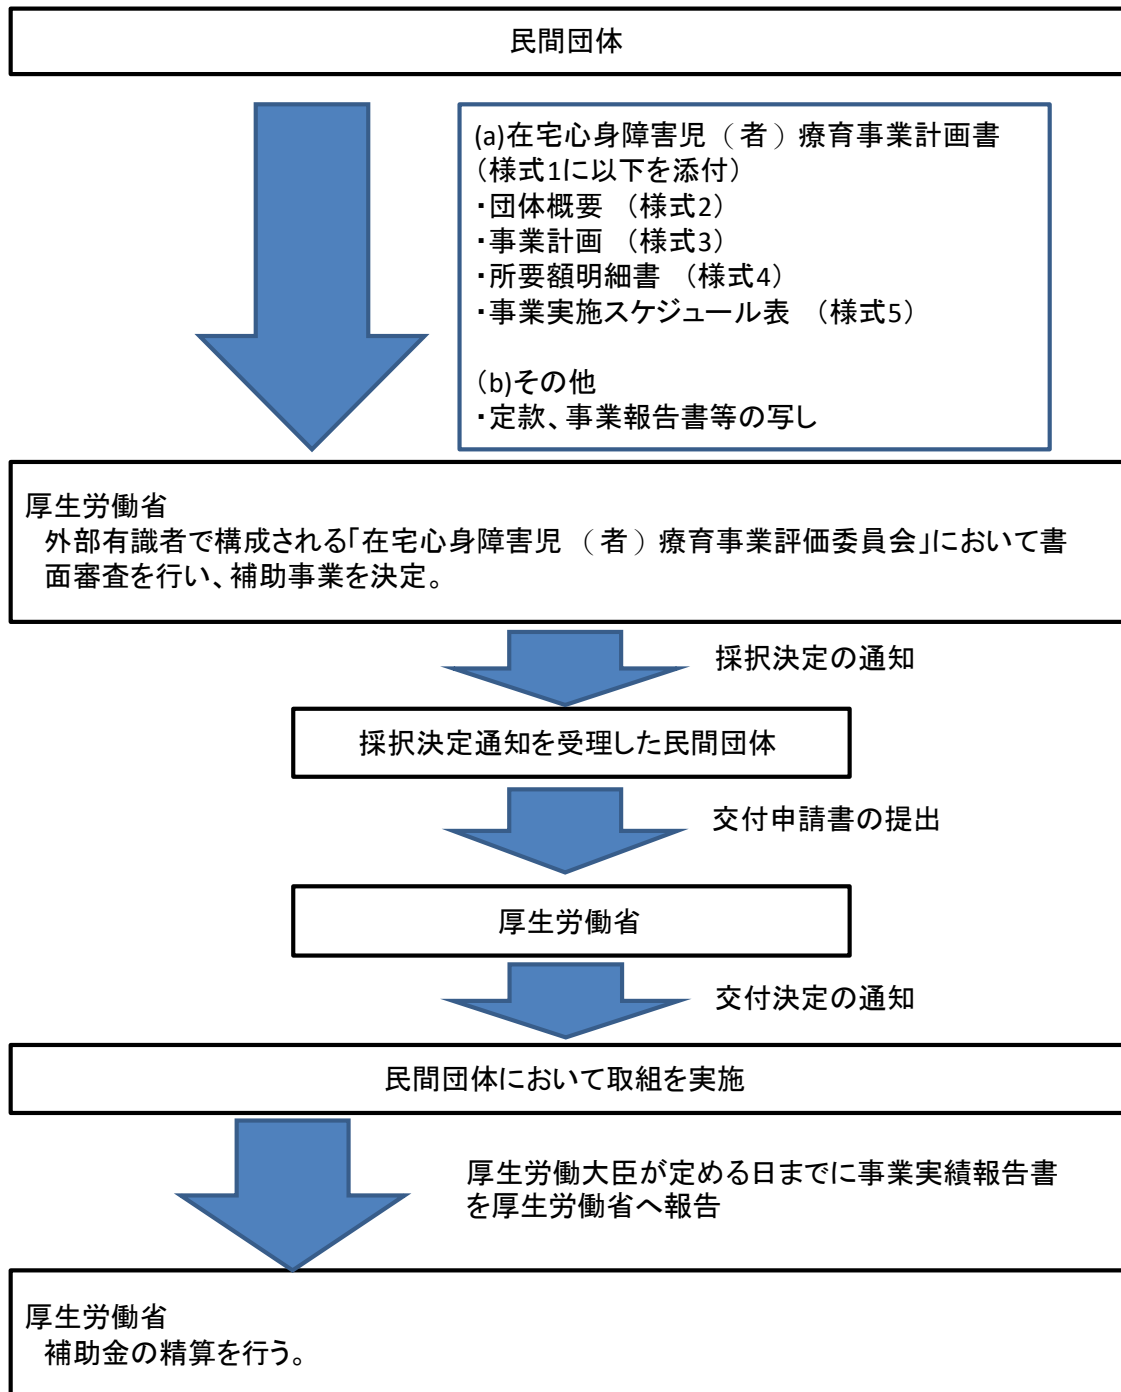 民間団体
(a)在宅心身障害児（者）療育事業計画書
（様式1に以下を添付）
・団体概要　（様式2）
・事業計画　（様式3）
・所要額明細書　（様式4）
・事業実施スケジュール表　（様式5）
（b)その他
・定款、事業報告書等の写し
厚生労働省
外部有識者で構成される「在宅心身障害児（者）療育事業評価委員会」において書
面審査を行い、補助事業を決定。
採択決定の通知
採択決定通知を受理した民間団体
交付申請書の提出
厚生労働省
交付決定の通知
民間団体において取組を実施
厚生労働大臣が定める日までに事業実績報告書
を厚生労働省へ報告
厚生労働省
補助金の精算を行う。